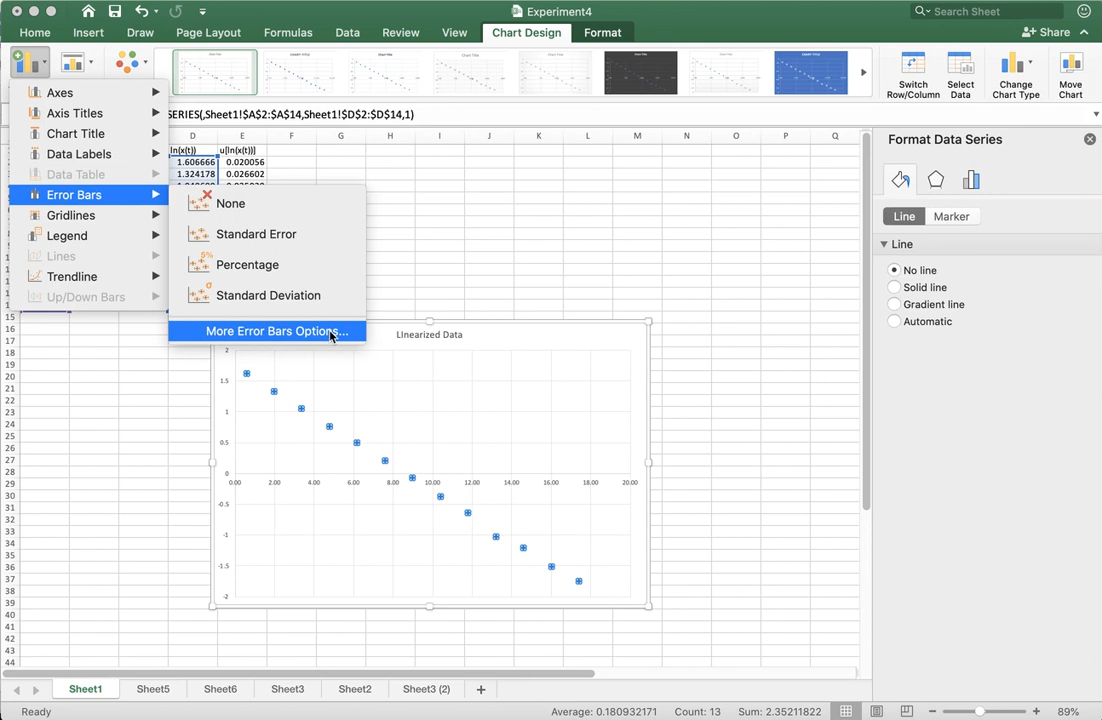 Experiment4
Search Sheet
Home Insert Draw Page Layout Formulas Data Review View Chart Design Format Share
Switch Row/Column
Select Data
Change Chart Type
Move Chart
SERIES(,Sheet1!$A$2:$A$14,Sheet1!$D$2:$D$14,1)
Axes
Axis Titles
Chart Title
Data Labels
Data Table
Error Bars
Gridlines
Legend
Lines
Trendline
Up/Down Bars
None
Standard Error
Percentage
Standard Deviation
More Error Bars Options...
D E F G H I J K L M N O P Q
ln(x(t)) u[ln(x(t))]
1.606666 0.020056
1.324178 0.026602
15
16
17
18
19
20
21
22
23
24
25
26
27
28
29
30
31
32
33
34
35
36
37
38
39
40
41
42
43
44
LInearized Data
2
1.5
1
0.5
0
-0.5
-1
-1.5
-2
0.00 2.00 4.00 6.00 8.00 10.00 12.00 14.00 16.00 18.00 20.00
Format Data Series
Line Marker
Line
No line
Solid line
Gradient line
Automatic
Sheet1 Sheet5 Sheet6 Sheet3 Sheet2 Sheet3 (2) +
Ready Average: 0.180932171 Count: 13 Sum: 2.35211822 89%